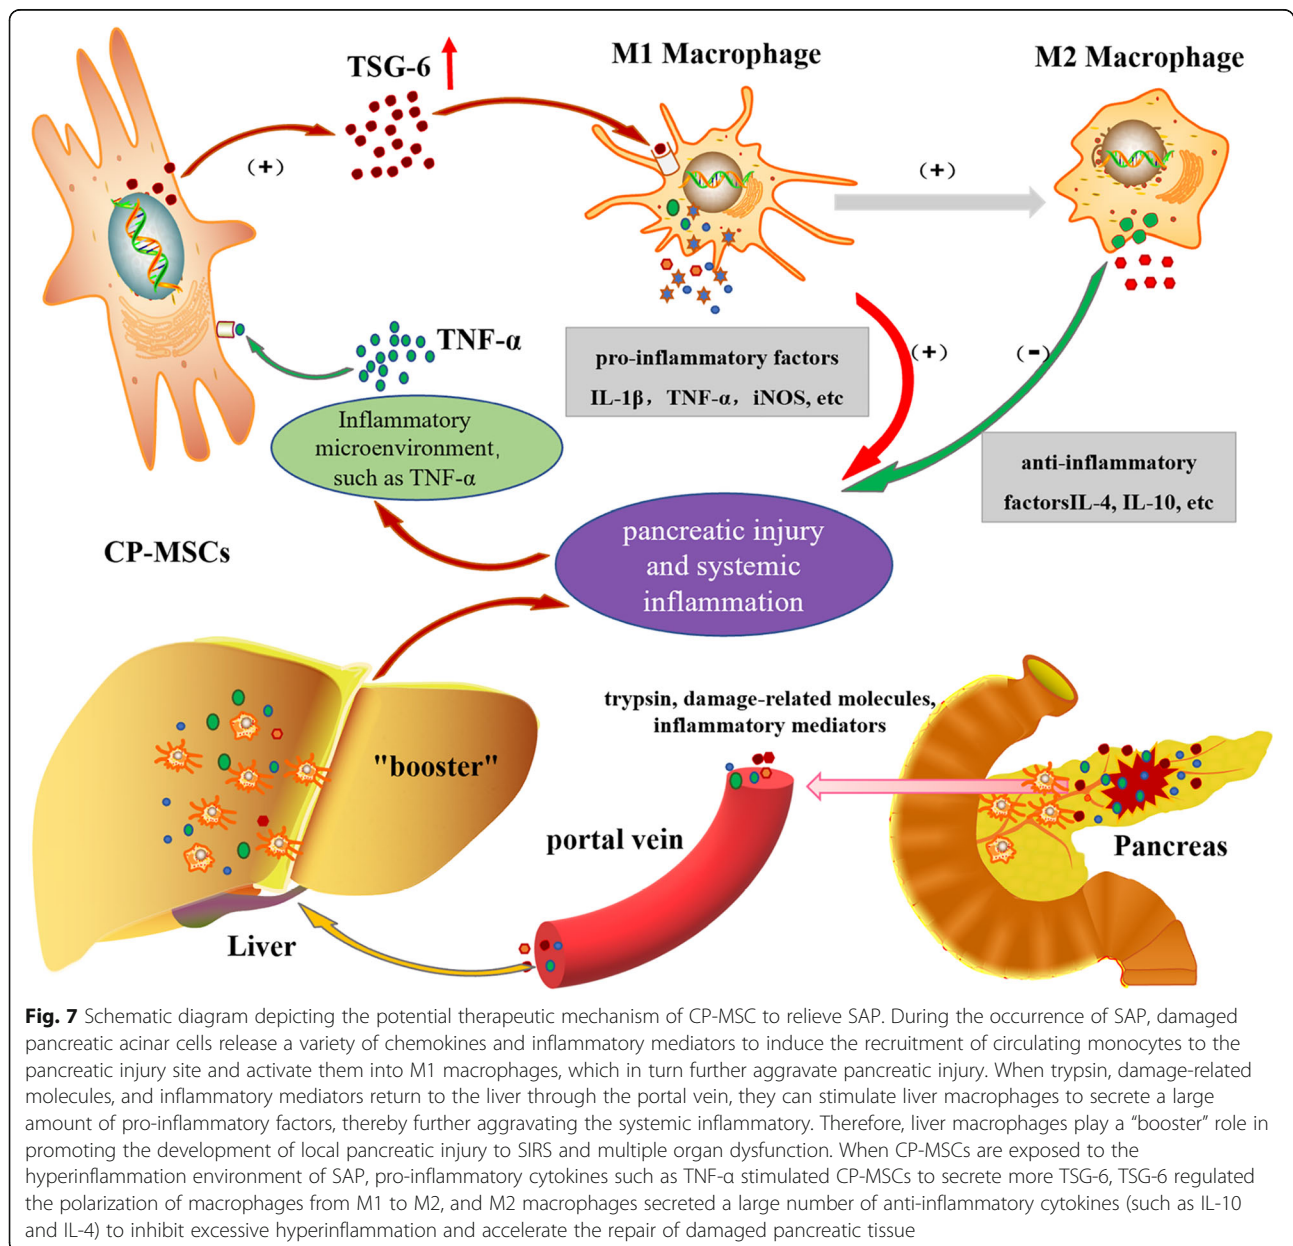 TSG-6
M1 Macrophage
M2 Macrophage
(+)
(+)
TNF-α
pro-inflammatory factors
IL-1β, TNF-α, iNOS, etc
(+)
(-)
Inflammatory
microenvironment,
such as TNF-α
anti-inflammatory
factorsIL-4, IL-10, etc
CP-MSCs
pancreatic injury
and systemic
inflammation
trypsin, damage-related molecules,
inflammatory mediators
"booster"
portal vein
Pancreas
Liver
Fig. 7 Schematic diagram depicting the potential therapeutic mechanism of CP-MSC to relieve SAP. During the occurrence of SAP, damaged
pancreatic acinar cells release a variety of chemokines and inflammatory mediators to induce the recruitment of circulating monocytes to the
pancreatic injury site and activate them into M1 macrophages, which in turn further aggravate pancreatic injury. When trypsin, damage-related
molecules, and inflammatory mediators return to the liver through the portal vein, they can stimulate liver macrophages to secrete a large
amount of pro-inflammatory factors, thereby further aggravating the systemic inflammatory. Therefore, liver macrophages play a “booster” role in
promoting the development of local pancreatic injury to SIRS and multiple organ dysfunction. When CP-MSCs are exposed to the
hyperinflammation environment of SAP, pro-inflammatory cytokines such as TNF-α stimulated CP-MSCs to secrete more TSG-6, TSG-6 regulated
the polarization of macrophages from M1 to M2, and M2 macrophages secreted a large number of anti-inflammatory cytokines (such as IL-10
and IL-4) to inhibit excessive hyperinflammation and accelerate the repair of damaged pancreatic tissue